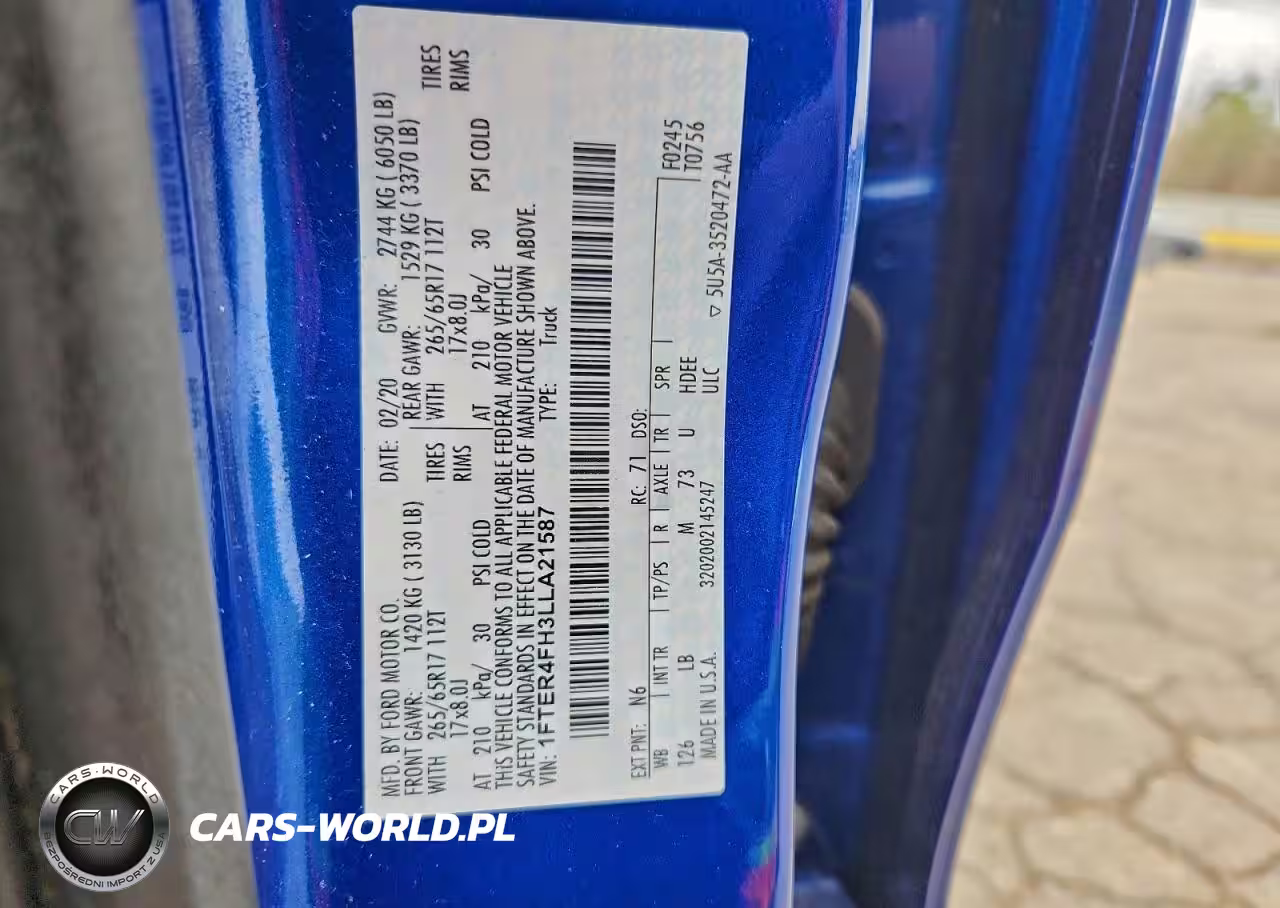 MFD. BY FORD MOTOR CO.
DATE: 02/20 GVWR: 2744 KG ( 6050 LB)
FRONT GAWR: 1420 KG ( 3130 LB)
REAR GAWR: 1529 KG ( 3370 LB)
WITH 265/65R17 112T TIRES
WITH 265/65R17 112T TIRES
17x8.0J RIMS
17x8.0J RIMS
AT 210 kPa/ 30 PSI COLD
AT 210 kPa/ 30 PSI COLD
THIS VEHICLE CONFORMS TO ALL APPLICABLE FEDERAL MOTOR VEHICLE
SAFETY STANDARDS IN EFFECT ON THE DATE OF MANUFACTURE SHOWN ABOVE.
VIN: 1FTER4FH3LLA21587 TYPE: Truck
EXT PNT: N6 RC: 71 DSO: F0245
WB INT TR TP/PS R AXLE TR SPR T0756
126 LB M 73 U HDEE
ULC
MADE IN U.S.A. 3202002145247
▽ 5U5A-3520472-AA
CARS-WORLD
CW
BEZPOŚREDNI IMPORT Z USA
CARS-WORLD.PL